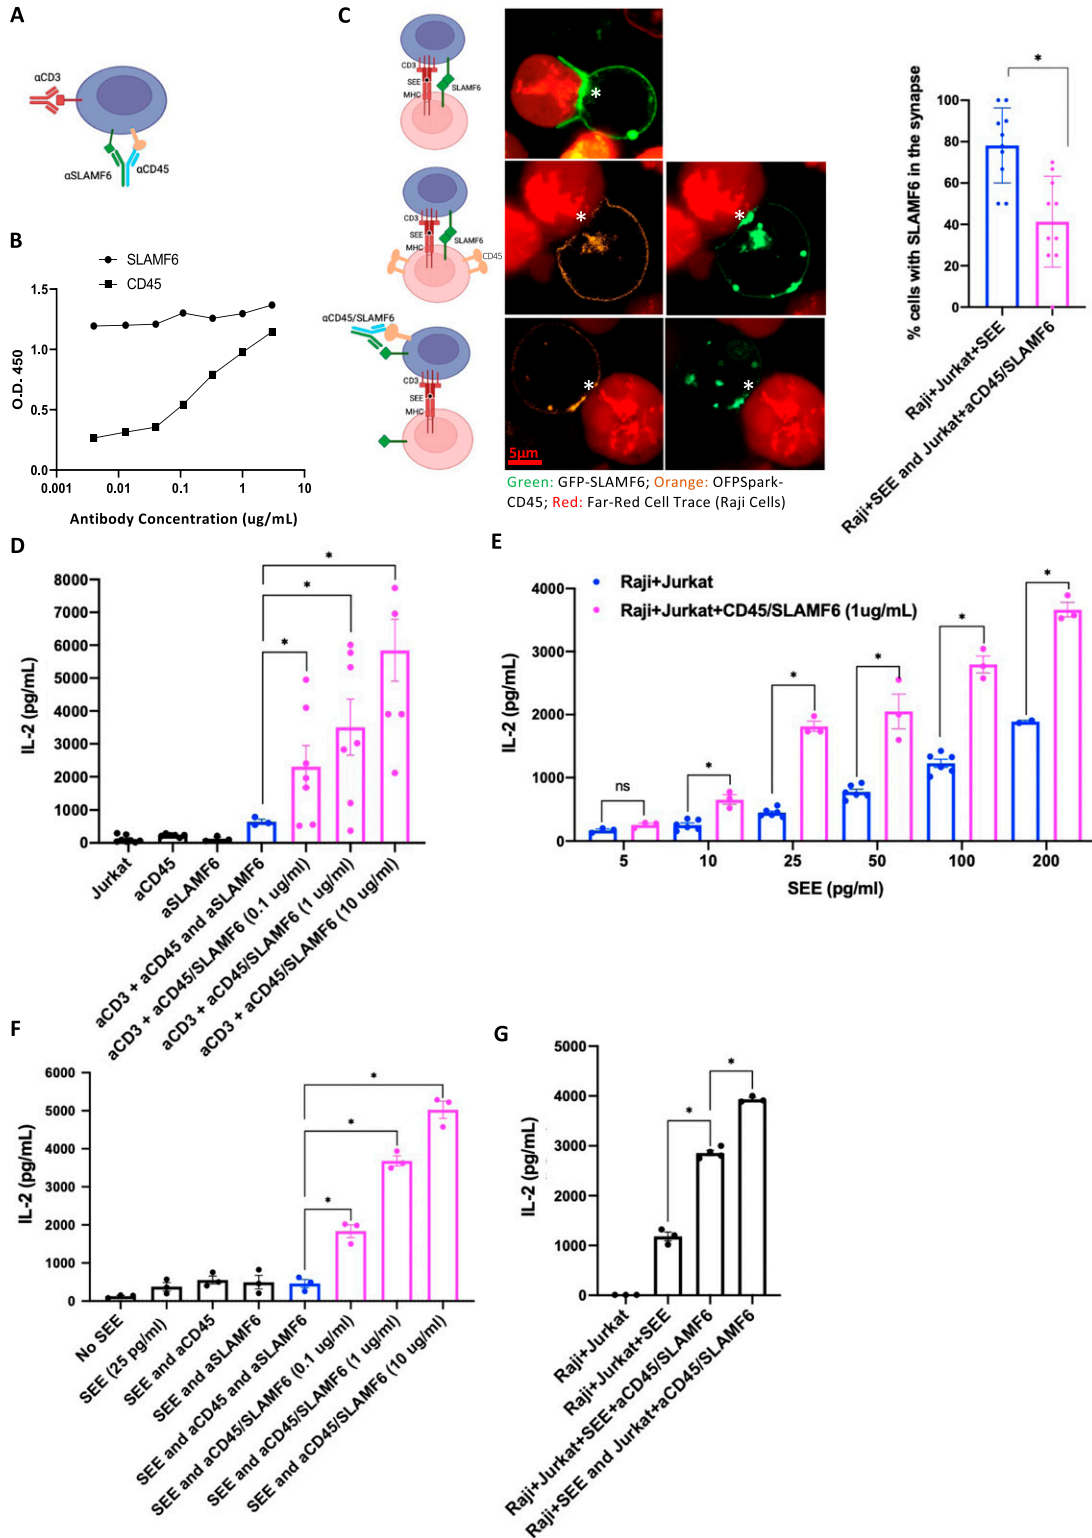 A
αCD3
αSLAMF6
αCD45
B
SLAMF6
CD45
1.5
1.0
0.5
0.0
O.D. 450
0.001
0.01
0.1
1
10
Antibody Concentration (ug/mL)
C
CD3
SEE
MHC
SLAMF6
CD3
SEE
MHC
SLAMF6
CD45
αCD45/SLAMF6
CD3
SEE
MHC
*
*
*
*
*
5μm
Green: GFP-SLAMF6; Orange: OFPSpark-
CD45; Red: Far-Red Cell Trace (Raji Cells)
% cells with SLAMF6 in the synapse
100
80
60
40
20
0
*
Raji+Jurkat+SEE
Raji+SEE and Jurkat+aCD45/SLAMF6
D
IL-2 (pg/mL)
8000
7000
6000
5000
4000
3000
2000
1000
0
*
*
*
Jurkat
aCD45
aSLAMF6
aCD3 + aCD45 and aSLAMF6
aCD3 + aCD45/SLAMF6 (0.1 ug/ml)
aCD3 + aCD45/SLAMF6 (1 ug/ml)
aCD3 + aCD45/SLAMF6 (10 ug/ml)
E
Raji+Jurkat
Raji+Jurkat+CD45/SLAMF6 (1ug/mL)
IL-2 (pg/mL)
4000
3000
2000
1000
0
ns
*
*
*
*
*
5
10
25
50
100
200
SEE (pg/ml)
F
IL-2 (pg/mL)
6000
5000
4000
3000
2000
1000
0
*
*
*
No SEE
SEE (25 pg/ml)
SEE and aCD45
SEE and aSLAMF6
SEE and aCD45 and aSLAMF6
SEE and aCD45/SLAMF6 (0.1 ug/ml)
SEE and aCD45/SLAMF6 (1 ug/ml)
SEE and aCD45/SLAMF6 (10 ug/ml)
G
IL-2 (pg/mL)
5000
4000
3000
2000
1000
0
*
*
Raji+Jurkat
Raji+Jurkat+SEE
Raji+Jurkat+SEE+aCD45/SLAMF6
Raji+SEE and Jurkat+aCD45/SLAMF6